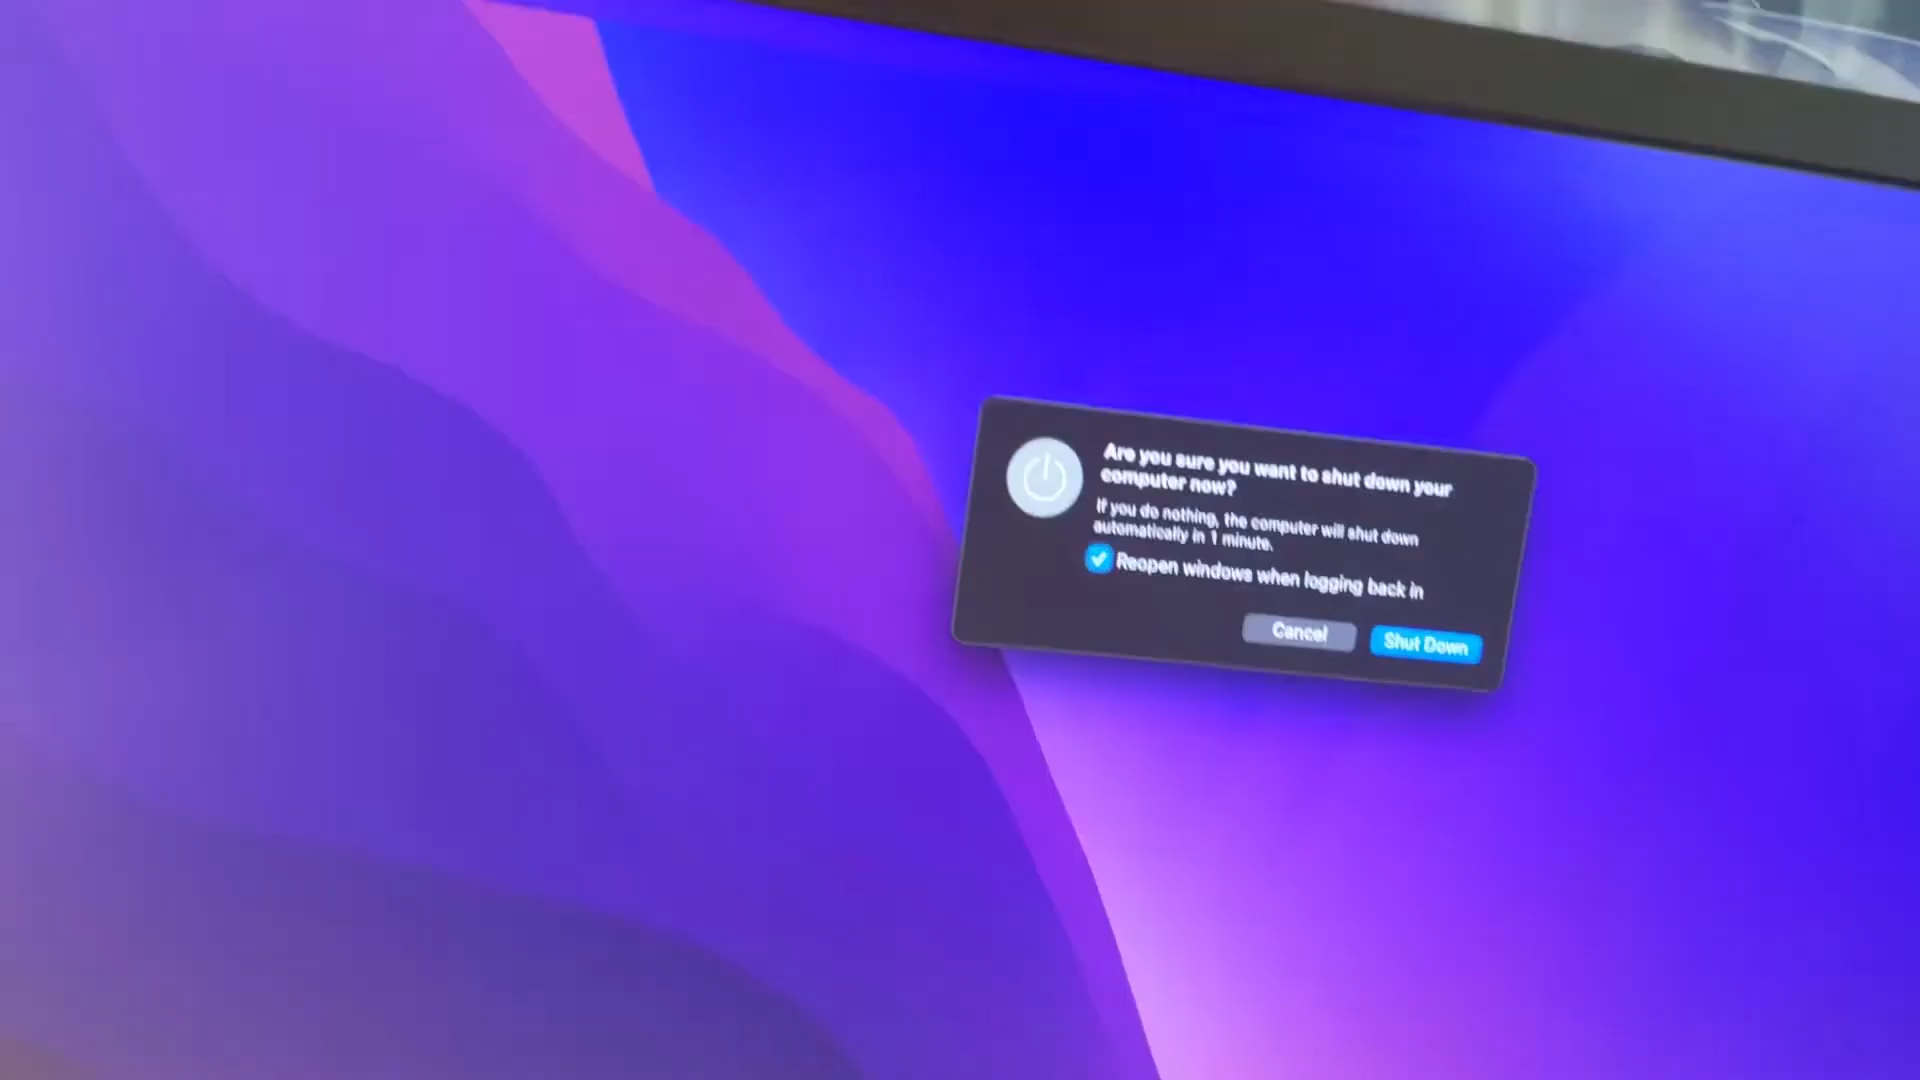 Are you sure you want to shut down your
computer now?
If you do nothing, the computer will shut down
automatically in 1 minute.
Reopen windows when logging back in
Cancel
Shut Down